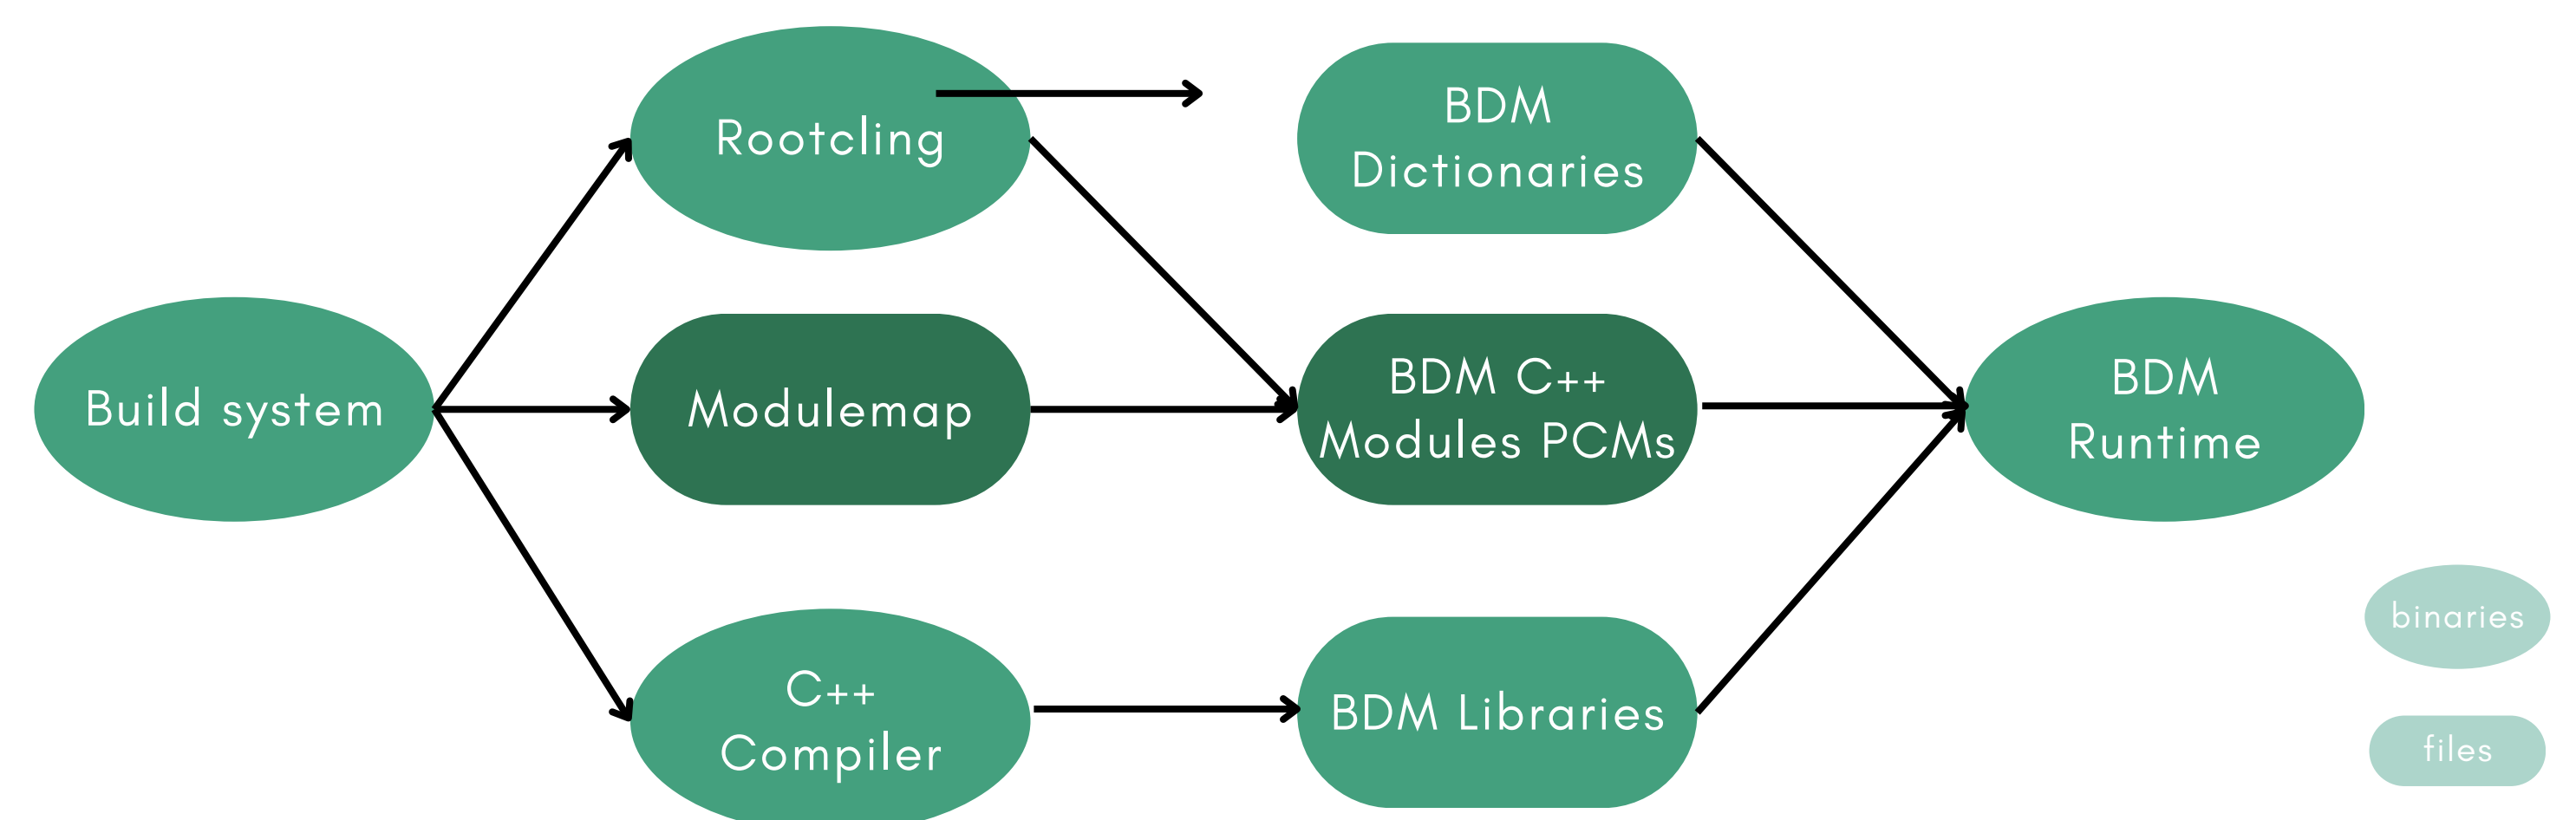 Build system
Rootcling
Modulemap
C++
Compiler
BDM
Dictionaries
BDM C++
Modules PCMs
BDM Libraries
BDM
Runtime
binaries
files